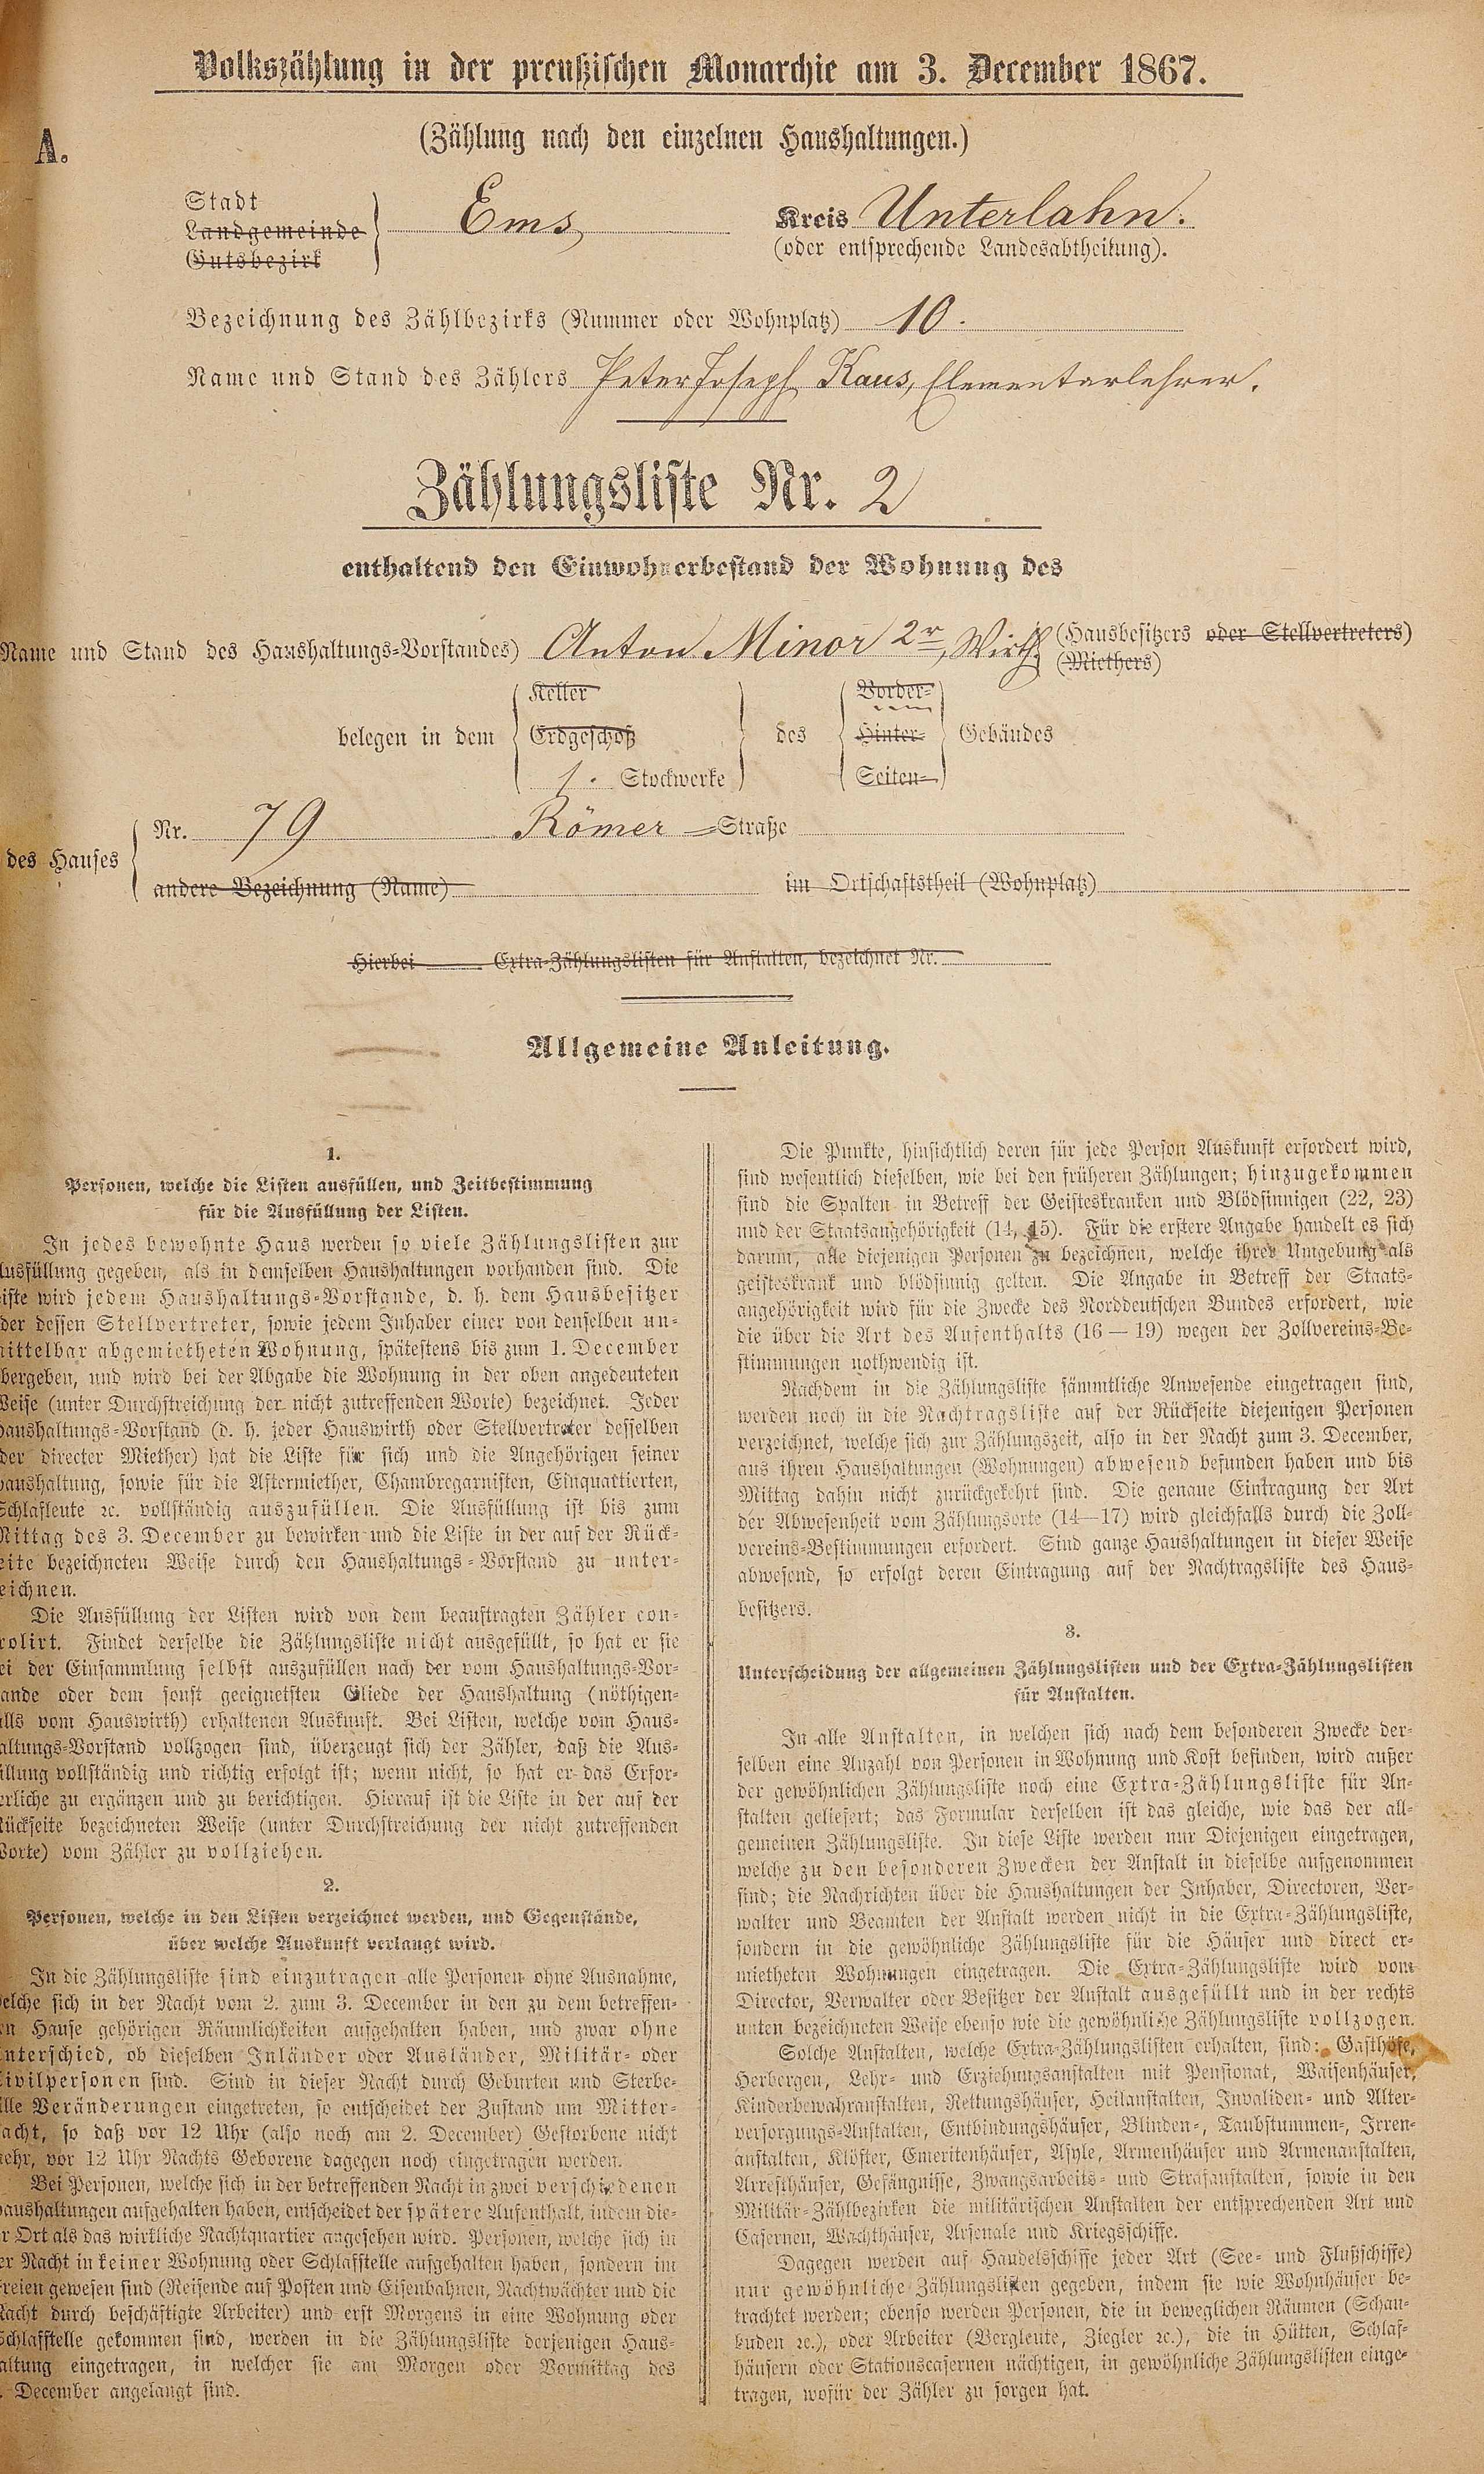 Volkszählung in der preußischen Monarchie am 3. December 1867.
A.
(Zählung nach den einzelnen Haushaltungen.)
Stadt
Landgemeinde
Gutsbezirk
Ems
Kreis Unterlahn.
(oder entsprechende Landesabtheilung).
Bezeichnung des Zählbezirks (Nummer oder Wohnplatz) 10.
Name und Stand des Zählers Peter Joseph Kaus, Elementarlehrer.
Zählungsliste Nr. 2
enthaltend den Einwohnerbestand der Wohnung des
Name und Stand des Haushaltungs-Vorstandes) Anton Minor 2r, Wirth (Hausbesitzers oder Stellvertreters)
(Miethers)
belegen in dem
Keller
Erdgeschoß
1. Stockwerke
des
Vorder-
Hinter-
Seiten-
Gebäudes
des Hauses
Nr. 79 Römer-Straße
andere Bezeichnung (Name) im Ortschaftstheil (Wohnplatz)
Hierbei Extra-Zählungslisten für Anstalten, bezeichnet Nr.
Allgemeine Anleitung.
1.
Personen, welche die Listen ausfüllen, und Zeitbestimmung
für die Ausfüllung der Listen.
In jedes bewohnte Haus werden so viele Zählungslisten zur
Ausfüllung gegeben, als in demselben Haushaltungen vorhanden sind. Die
iste wird jedem Haushaltungs-Vorstande, d. h. dem Hausbesitzer
der dessen Stellvertreter, sowie jedem Inhaber einer von denselben un-
ittelbar abgemietheten Wohnung, spätestens bis zum 1. December
bergeben, und wird bei der Abgabe die Wohnung in der oben angedeuteten
Weise (unter Durchstreichung der nicht zutreffenden Worte) bezeichnet. Jeder
haushaltungs-Vorstand (d. h. jeder Hauswirth oder Stellvertreter desselben
der directer Miether) hat die Liste für sich und die Angehörigen seiner
haushaltung, sowie für die Aftermiether, Chambregarnisten, Einquartierten,
Schlafleute ꝛc. vollständig auszufüllen. Die Ausfüllung ist bis zum
Mittag des 3. December zu bewirken und die Liste in der auf der Rück-
eite bezeichneten Weise durch den Haushaltungs-Vorstand zu unter-
eichnen.
Die Ausfüllung der Listen wird von dem beauftragten Zähler con-
rolirt. Findet derselbe die Zählungsliste nicht ausgefüllt, so hat er sie
ei der Einsammlung selbst auszufüllen nach der vom Haushaltungs-Vor-
ande oder dem sonst geeignetsten Gliede der Haushaltung (nöthigen-
alls vom Hauswirth) erhaltenen Auskunft. Bei Listen, welche vom Haus-
altungs-Vorstand vollzogen sind, überzeugt sich der Zähler, daß die Aus-
üllung vollständig und richtig erfolgt ist; wenn nicht, so hat er das Erfor-
erliche zu ergänzen und zu berichtigen. Hierauf ist die Liste in der auf der
Rückseite bezeichneten Weise (unter Durchstreichung der nicht zutreffenden
Worte) vom Zähler zu vollziehen.
2.
Personen, welche in den Listen verzeichnet werden, und Gegenstände,
über welche Auskunft verlangt wird.
In die Zählungsliste sind einzutragen alle Personen ohne Ausnahme,
elche sich in der Nacht vom 2. zum 3. December in den zu dem betreffen-
en Hause gehörigen Räumlichkeiten aufgehalten haben, und zwar ohne
nterschied, ob dieselben Inländer oder Ausländer, Militär- oder
Civilpersonen sind. Sind in dieser Nacht durch Geburten und Sterbe-
älle Veränderungen eingetreten, so entscheidet der Zustand um Mitter-
acht, so daß vor 12 Uhr (also noch am 2. December) Gestorbene nicht
ehr, vor 12 Uhr Nachts Geborene dagegen noch eingetragen werden.
Bei Personen, welche sich in der betreffenden Nacht in zwei verschiedenen
haushaltungen aufgehalten haben, entscheidet der spätere Aufenthalt, indem die-
er Ort als das wirkliche Nachtquartier angesehen wird. Personen, welche sich in
er Nacht in keiner Wohnung oder Schlafstelle aufgehalten haben, sondern im
Freien gewesen sind (Reisende auf Posten und Eisenbahnen, Nachtwächter und die
Nacht durch beschäftigte Arbeiter) und erst Morgens in eine Wohnung oder
Schlafstelle gekommen sind, werden in die Zählungsliste derjenigen Haus-
altung eingetragen, in welcher sie am Morgen oder Vormittag des
. December angelangt sind.
Die Punkte, hinsichtlich deren für jede Person Auskunft erfordert wird,
sind wesentlich dieselben, wie bei den früheren Zählungen; hinzugekommen
sind die Spalten in Betreff der Geisteskranken und Blödsinnigen (22, 23)
und der Staatsangehörigkeit (14, 15). Für die erstere Angabe handelt es sich
darum, alle diejenigen Personen zu bezeichnen, welche ihrer Umgebung als
geisteskrank und blödsinnig gelten. Die Angabe in Betreff der Staats-
angehörigkeit wird für die Zwecke des Norddeutschen Bundes erfordert, wie
die über die Art des Aufenthalts (16 — 19) wegen der Zollvereins-Be-
stimmungen nothwendig ist.
Nachdem in die Zählungsliste sämmtliche Anwesende eingetragen sind,
werden noch in die Nachtragsliste auf der Rückseite diejenigen Personen
verzeichnet, welche sich zur Zählungszeit, also in der Nacht zum 3. December,
aus ihren Haushaltungen (Wohnungen) abwesend befunden haben und bis
Mittag dahin nicht zurückgekehrt sind. Die genaue Eintragung der Art
der Abwesenheit vom Zählungsorte (14—17) wird gleichfalls durch die Zoll-
vereins-Bestimmungen erfordert. Sind ganze Haushaltungen in dieser Weise
abwesend, so erfolgt deren Eintragung auf der Nachtragsliste des Haus-
besitzers.
3.
Unterscheidung der allgemeinen Zählungslisten und der Extra-Zählungslisten
für Anstalten.
In alle Anstalten, in welchen sich nach dem besonderen Zwecke der-
selben eine Anzahl von Personen in Wohnung und Kost befinden, wird außer
der gewöhnlichen Zählungsliste noch eine Extra-Zählungsliste für An-
stalten geliefert; das Formular derselben ist das gleiche, wie das der all-
gemeinen Zählungsliste. In diese Liste werden nur Diejenigen eingetragen,
welche zu den besonderen Zwecken der Anstalt in dieselbe aufgenommen
sind; die Nachrichten über die Haushaltungen der Inhaber, Directoren, Ver-
walter und Beamten der Anstalt werden nicht in die Extra-Zählungsliste,
sondern in die gewöhnliche Zählungsliste für die Häuser und direct er-
mietheten Wohnungen eingetragen. Die Extra-Zählungsliste wird vom
Director, Verwalter oder Besitzer der Anstalt ausgefüllt und in der rechts
unten bezeichneten Weise ebenso wie die gewöhnliche Zählungsliste vollzogen.
Solche Anstalten, welche Extra-Zählungslisten erhalten, sind: Gasthöfe,
Herbergen, Lehr- und Erziehungsanstalten mit Pensionat, Waisenhäuser,
Kinderbewahranstalten, Rettungshäuser, Heilanstalten, Invaliden- und Alter-
versorgungs-Anstalten, Entbindungshäuser, Blinden-, Taubstummen-, Irren-
anstalten, Klöster, Emeritenhäuser, Asyle, Armenhäuser und Armenanstalten,
Arresthäuser, Gefängnisse, Zwangsarbeits- und Strafanstalten, sowie in den
Militär-Zählbezirken die militärischen Anstalten der entsprechenden Art und
Casernen, Wachthäuser, Arsenale und Kriegsschiffe.
Dagegen werden auf Handelsschiffe jeder Art (See- und Flußschiffe)
nur gewöhnliche Zählungslisten gegeben, indem sie wie Wohnhäuser be-
trachtet werden; ebenso werden Personen, die in beweglichen Räumen (Schau-
buden ꝛc.), oder Arbeiter (Bergleute, Ziegler ꝛc.), die in Hütten, Schlaf-
häusern oder Stationscasernen nächtigen, in gewöhnliche Zählungslisten einge-
tragen, wofür der Zähler zu sorgen hat.